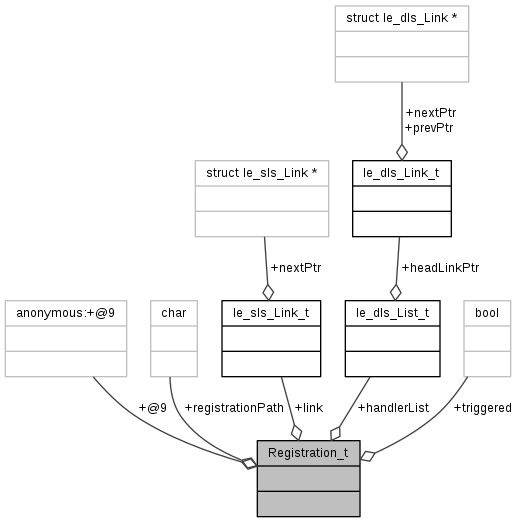 struct le_dls_Link *
+nextPtr
+prevPtr
struct le_sls_Link *
le_dls_Link_t
+nextPtr
+headLinkPtr
anonymous:+@9
char
le_sls_Link_t
le_dls_List_t
bool
+@9
+registrationPath
+link
+handlerList
+triggered
Registration_t